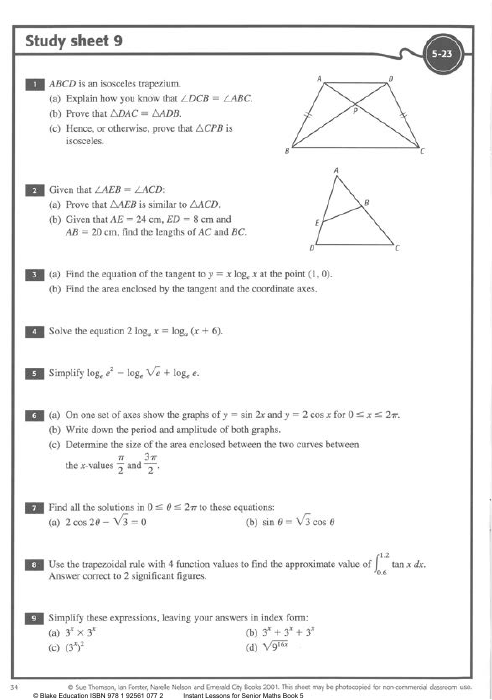 Study sheet 9
5-23
1 ABCD is an isosceles trapezium.
(a) Explain how you know that ∠DCB = ∠ABC.
(b) Prove that △DAC ≡ △ADB.
(c) Hence, or otherwise, prove that △CPB is
isosceles.
A D
P
B C
2 Given that ∠AEB = ∠ACD:
(a) Prove that △AEB is similar to △ACD.
(b) Given that AE = 24 cm, ED = 8 cm and
AB = 20 cm, find the lengths of AC and BC.
A
B
E
D C
3 (a) Find the equation of the tangent to y = x logₑ x at the point (1, 0).
(b) Find the area enclosed by the tangent and the coordinate axes.
4 Solve the equation 2 logₐ x = logₐ (x + 6).
5 Simplify logₑ e² − logₑ √e + logₑ e.
6 (a) On one set of axes show the graphs of y = sin 2x and y = 2 cos x for 0 ≤ x ≤ 2π.
(b) Write down the period and amplitude of both graphs.
(c) Determine the size of the area enclosed between the two curves between
the x-values π/2 and 3π/2.
7 Find all the solutions in 0 ≤ θ ≤ 2π to these equations:
(a) 2 cos 2θ − √3 = 0 (b) sin θ = √3 cos θ
8 Use the trapezoidal rule with 4 function values to find the approximate value of ∫₀.₆¹·² tan x dx.
Answer correct to 2 significant figures.
9 Simplify these expressions, leaving your answers in index form:
(a) 3ˣ × 3ˣ (b) 3ˣ + 3ˣ + 3ˣ
(c) (3ˣ)² (d) √9¹⁶ˣ
34 © Sue Thomson, Ian Forster, Narelle Nelson and Emerald City Books 2001. This sheet may be photocopied for non-commercial classroom use.
© Blake Education ISBN 978 1 92561 077 2 Instant Lessons for Senior Maths Book 5